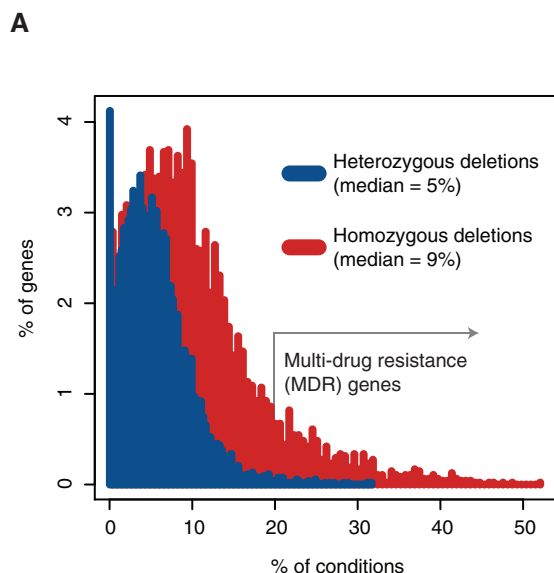 A
Heterozygous deletions
(median = 5%)
Homozygous deletions
(median = 9%)
Multi-drug resistance
(MDR) genes
% of genes
4
3
2
1
0
0 10 20 30 40 50
% of conditions